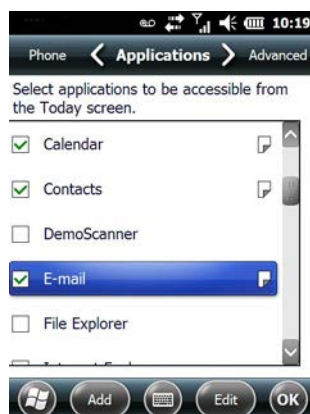 10:19
Phone Applications Advanced
Select applications to be accessible from
the Today screen.
Calendar
Contacts
DemoScanner
E-mail
File Explorer
Add Edit OK